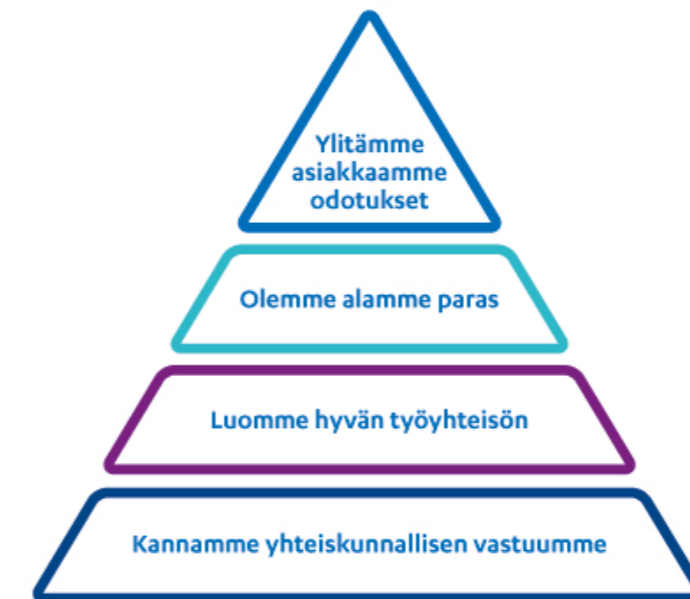 Ylitämme
asiakkaamme
odotukset
Olemme alamme paras
Luomme hyvän työyhteisön
Kannamme yhteiskunnallisen vastuumme